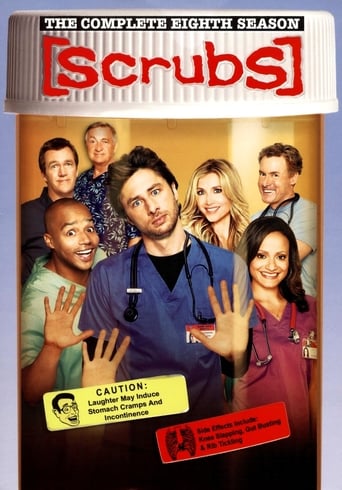 THE COMPLETE EIGHTH SEASON
[scrubs]
CAUTION:
Laughter May Induce
Stomach Cramps And
Incontinence
Side Effects Include:
Knee Slapping, Gut Busting
& Rib Tickling